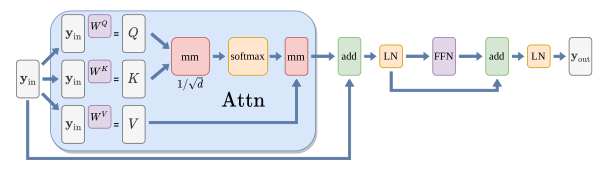 y_in
y_in W^Q = Q
y_in W^K = K
y_in W^V = V
mm
1/√d
softmax
mm
Attn
add
LN
FFN
add
LN
y_out